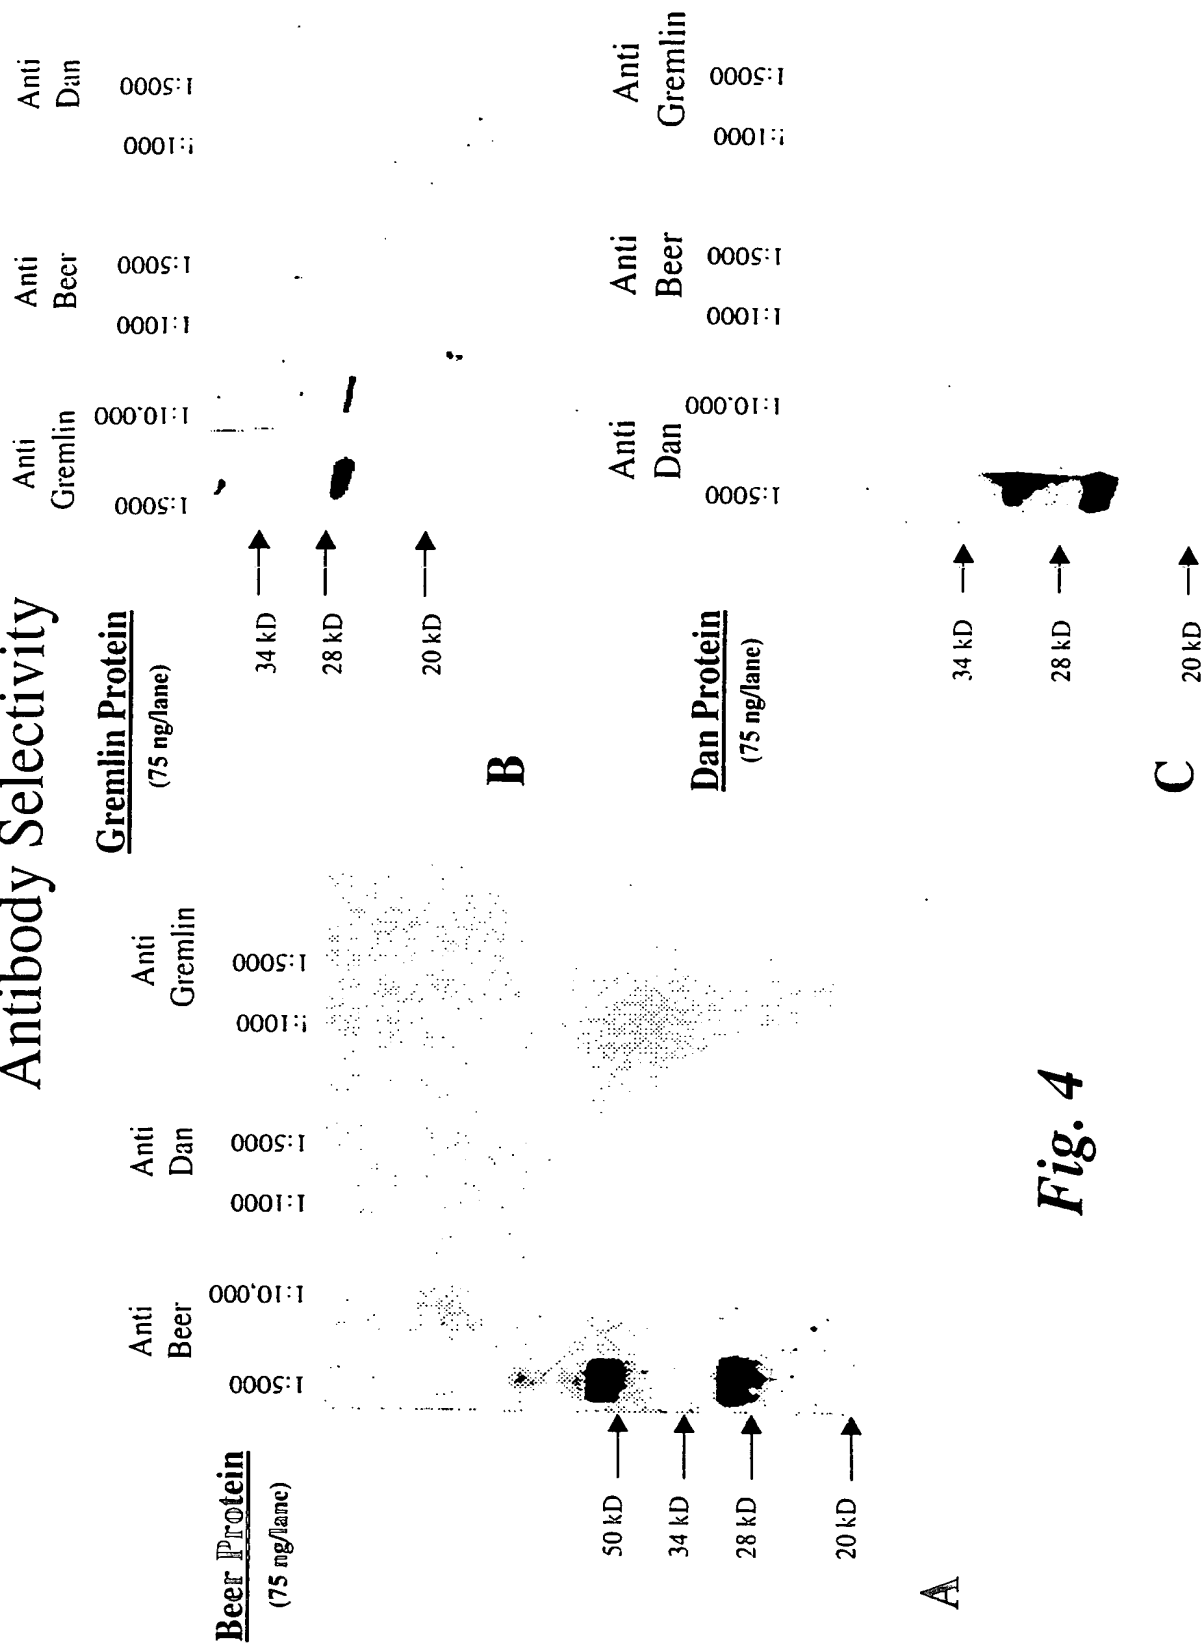 Antibody Selectivity
Beer Protein
(75 ng/lane)
Anti
Beer
Anti
Dan
Anti
Gremlin
1:5000
1:10,000
1:1000
1:5000
!:1000
1:5000
50 kD
34 kD
28 kD
20 kD
A
Gremlin Protein
(75 ng/lane)
Anti
Gremlin
Anti
Beer
Anti
Dan
1:5000
1:10,000
1:1000
1:5000
!:1000
1:5000
34 kD
28 kD
20 kD
B
Dan Protein
(75 ng/lane)
Anti
Dan
Anti
Beer
Anti
Gremlin
1:5000
1:10,000
1:1000
1:5000
!:1000
1:5000
34 kD
28 kD
20 kD
C
Fig. 4